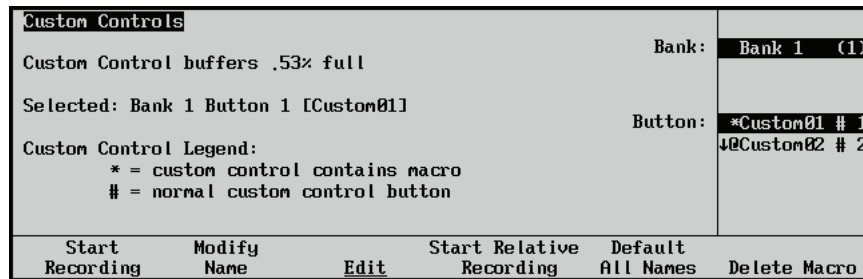 Custom Controls
Bank: Bank 1 (1)
Custom Control buffers .53% full
Selected: Bank 1 Button 1 [Custom01]
Button: *Custom01 # 1
Custom Control Legend: ↓@Custom02 # 2
* = custom control contains macro
# = normal custom control button
Start Recording
Modify Name
Edit
Start Relative Recording
Default All Names
Delete Macro